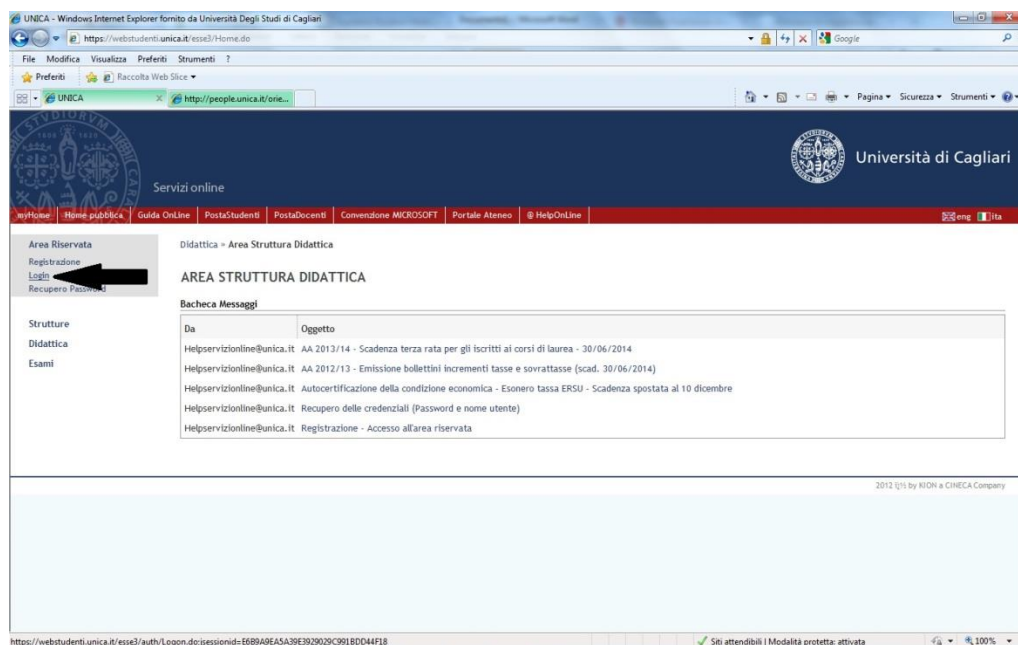 UNICA - Windows Internet Explorer fornito da Università Degli Studi di Cagliari
https://webstudenti.unica.it/esse3/Home.do
Google
File Modifica Visualizza Preferiti Strumenti ?
Preferiti Raccolta Web Slice
UNICA http://people.unica.it/orie... Pagina Sicurezza Strumenti
Servizi online
Università di Cagliari
myHome Home pubblica Guida OnLine PostaStudenti PostaDocenti Convenzione MICROSOFT Portale Ateneo @ HelpOnLine eng ita
Area Riservata
Registrazione
Login
Recupero Password
Strutture
Didattica
Esami
Didattica » Area Struttura Didattica
AREA STRUTTURA DIDATTICA
Bacheca Messaggi
Da Oggetto
Helpservizionline@unica.it AA 2013/14 - Scadenza terza rata per gli iscritti ai corsi di laurea - 30/06/2014
Helpservizionline@unica.it AA 2012/13 - Emissione bollettini incrementi tasse e sovrattasse (scad. 30/06/2014)
Helpservizionline@unica.it Autocertificazione della condizione economica - Esonero tassa ERSU - Scadenza spostata al 10 dicembre
Helpservizionline@unica.it Recupero delle credenziali (Password e nome utente)
Helpservizionline@unica.it Registrazione - Accesso all'area riservata
2012 by KION a CINECA Company
https://webstudenti.unica.it/esse3/auth/Logon.do;jsessionid=E6B9A9EA5A39E3929029C991BDD44F18 Siti attendibili | Modalità protetta: attivata 100%